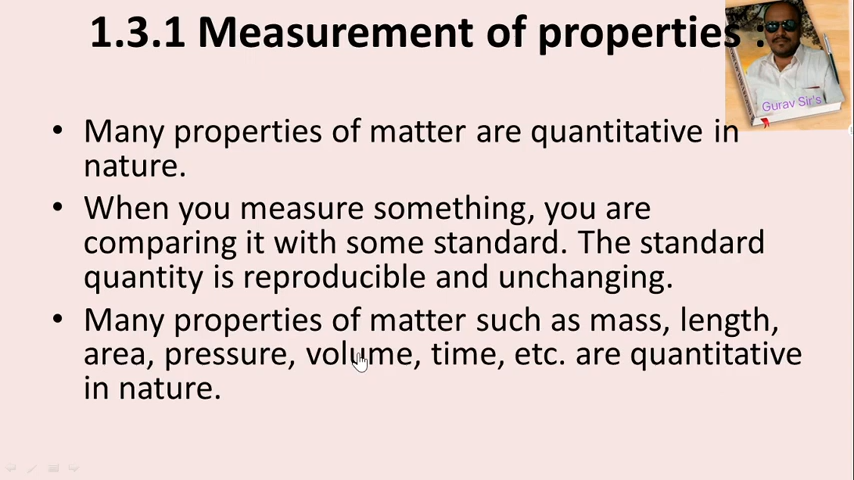 1.3.1 Measurement of properties :
Gurav Sir's
• Many properties of matter are quantitative in
nature.
• When you measure something, you are
comparing it with some standard. The standard
quantity is reproducible and unchanging.
• Many properties of matter such as mass, length,
area, pressure, volume, time, etc. are quantitative
in nature.